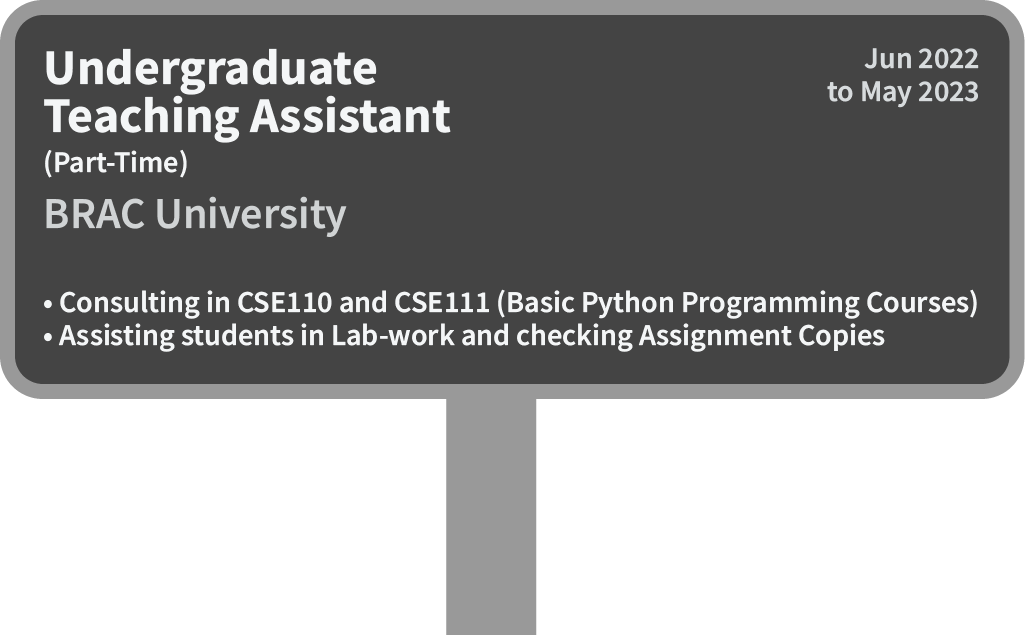 Undergraduate
Teaching Assistant
(Part-Time)
BRAC University
Jun 2022
to May 2023
• Consulting in CSE110 and CSE111 (Basic Python Programming Courses)
• Assisting students in Lab-work and checking Assignment Copies